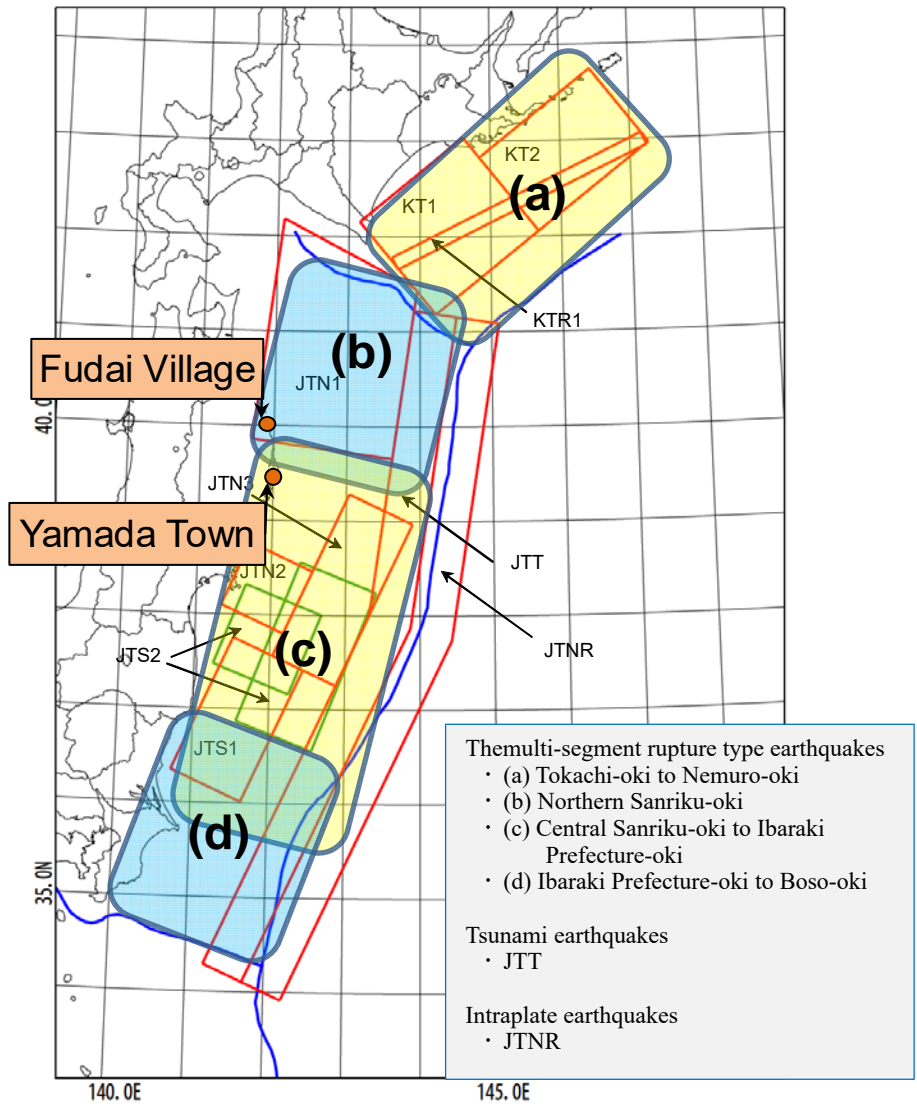 KT2
(a)
KT1
KTR1
(b)
Fudai Village
JTN1
40.0
JTN3
Yamada Town
JTT
JTN2
JTNR
(c)
JTS2
JTS1
(d)
35.0N
Themulti-segment rupture type earthquakes
・(a) Tokachi-oki to Nemuro-oki
・(b) Northern Sanriku-oki
・(c) Central Sanriku-oki to Ibaraki
Prefecture-oki
・(d) Ibaraki Prefecture-oki to Boso-oki
Tsunami earthquakes
・JTT
Intraplate earthquakes
・JTNR
140.0E
145.0E